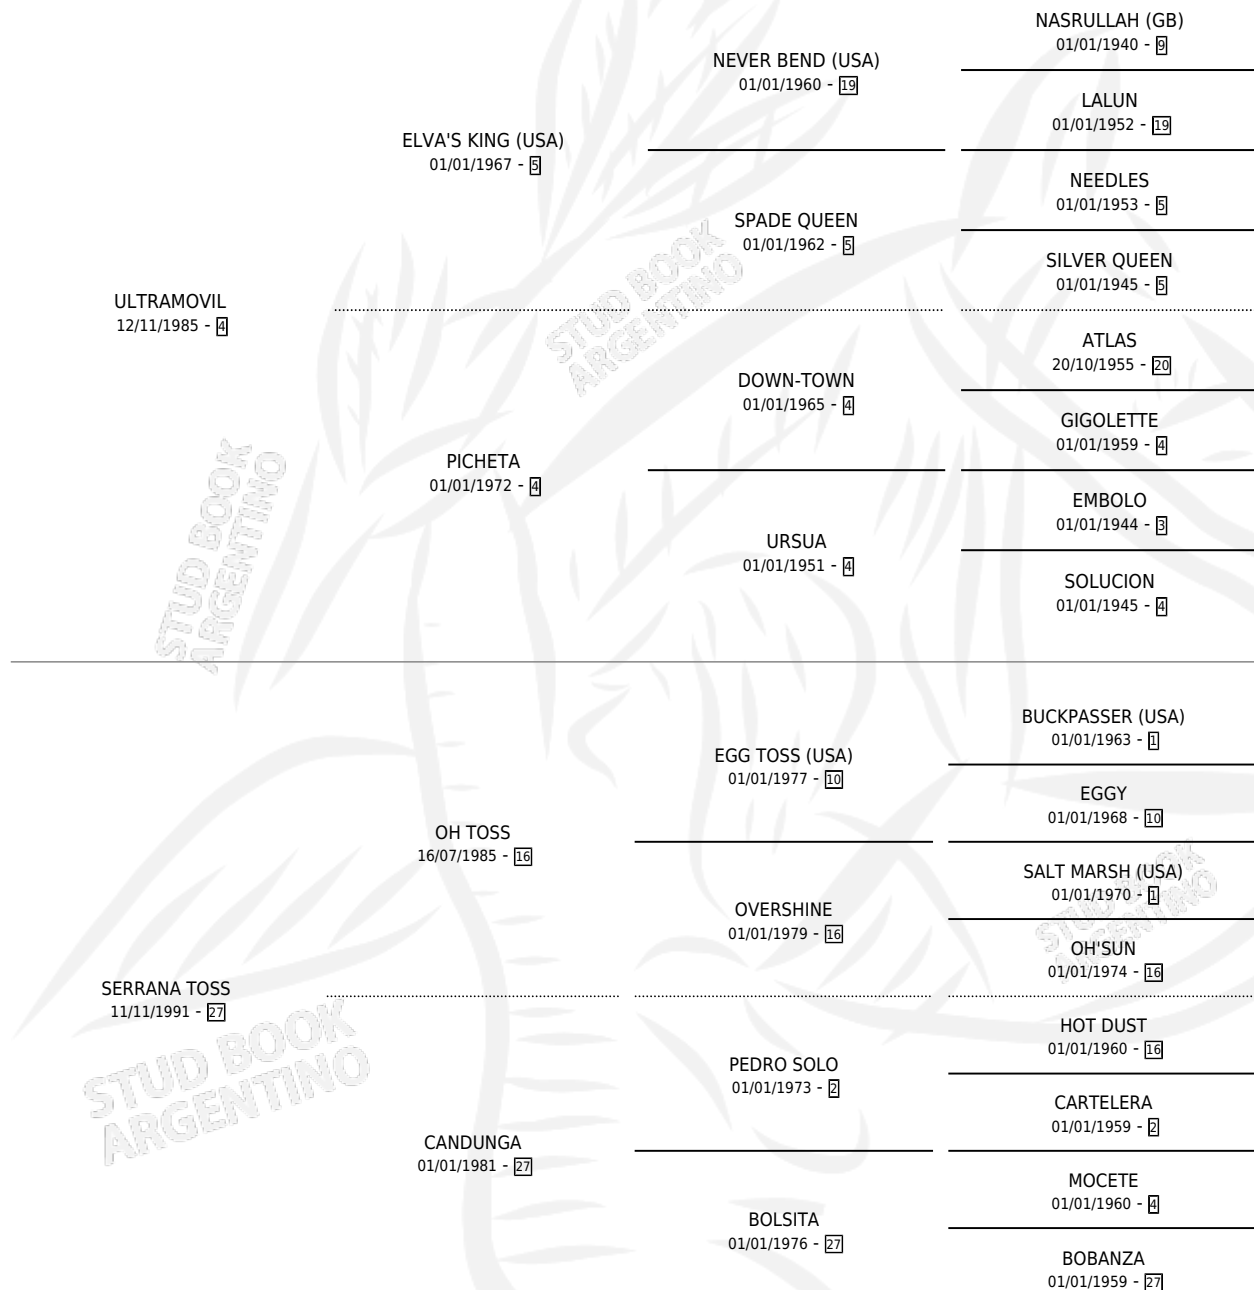 NASRULLAH (GB)
01/01/1940 - 9
NEVER BEND (USA)
01/01/1960 - 19
LALUN
01/01/1952 - 19
ELVA'S KING (USA)
01/01/1967 - 5
NEEDLES
01/01/1953 - 5
SPADE QUEEN
01/01/1962 - 5
SILVER QUEEN
01/01/1945 - 5
ULTRAMOVIL
12/11/1985 - 4
ATLAS
20/10/1955 - 20
DOWN-TOWN
01/01/1965 - 4
GIGOLETTE
01/01/1959 - 4
PICHETA
01/01/1972 - 4
EMBOLO
01/01/1944 - 3
URSUA
01/01/1951 - 4
SOLUCION
01/01/1945 - 4
BUCKPASSER (USA)
01/01/1963 - 1
EGG TOSS (USA)
01/01/1977 - 10
EGGY
01/01/1968 - 10
OH TOSS
16/07/1985 - 16
SALT MARSH (USA)
01/01/1970 - 1
OVERSHINE
01/01/1979 - 16
OH'SUN
01/01/1974 - 16
SERRANA TOSS
11/11/1991 - 27
HOT DUST
01/01/1960 - 16
PEDRO SOLO
01/01/1973 - 2
CARTELERA
01/01/1959 - 2
CANDUNGA
01/01/1981 - 27
MOCETE
01/01/1960 - 4
BOLSITA
01/01/1976 - 27
BOBANZA
01/01/1959 - 27
STUD BOOK
ARGENTINO
STUD BOOK
ARGENTINO
STUD BOOK
ARGENTINO
STUD BOOK
ARGENTINO